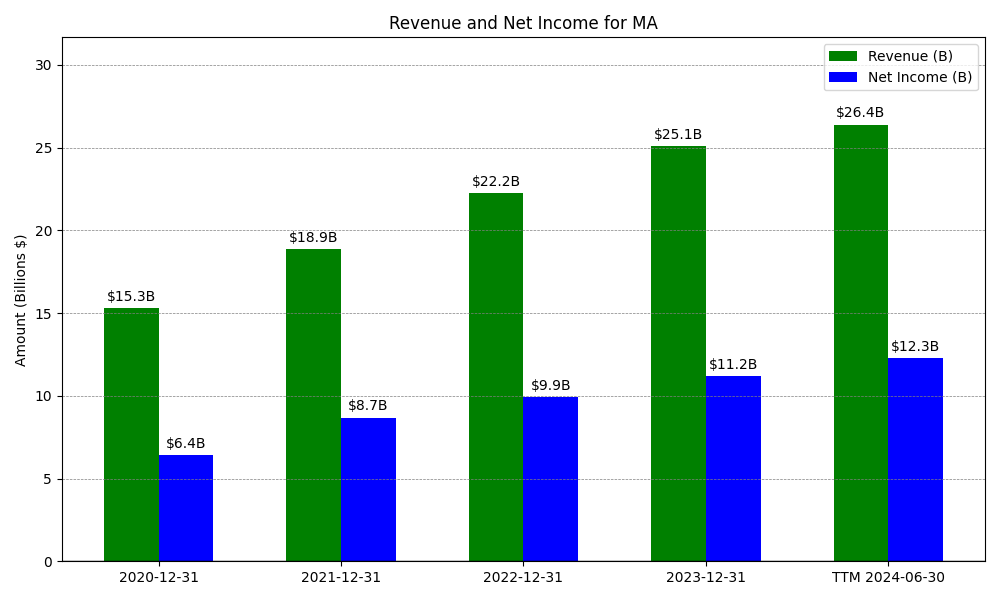 Revenue and Net Income for MA
Revenue (B)
Net Income (B)
Amount (Billions $)
30
25
20
15
10
5
0
$15.3B
$6.4B
$18.9B
$8.7B
$22.2B
$9.9B
$25.1B
$11.2B
$26.4B
$12.3B
2020-12-31
2021-12-31
2022-12-31
2023-12-31
TTM 2024-06-30